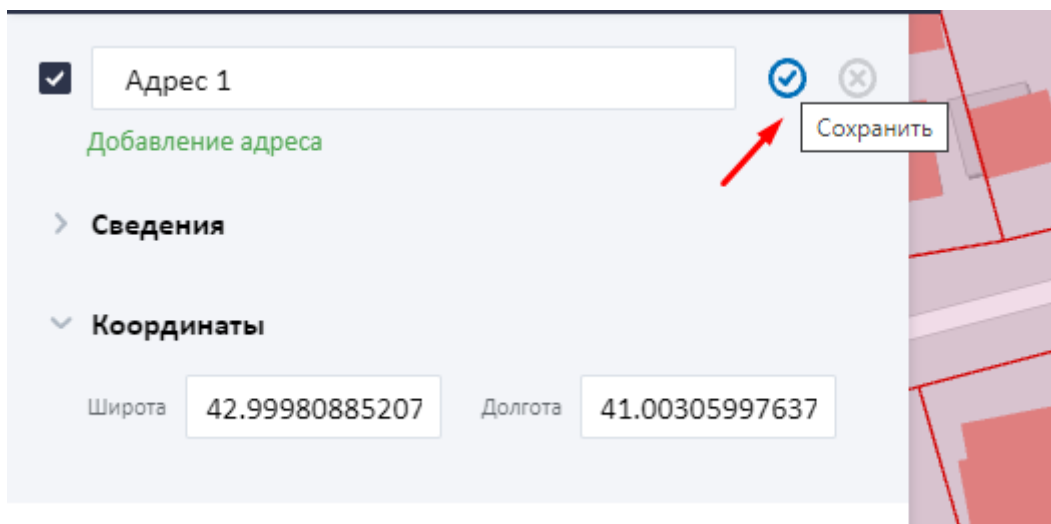 Адрес 1
Сохранить
Добавление адреса
Сведения
Координаты
Широта 42.99980885207 Долгота 41.00305997637